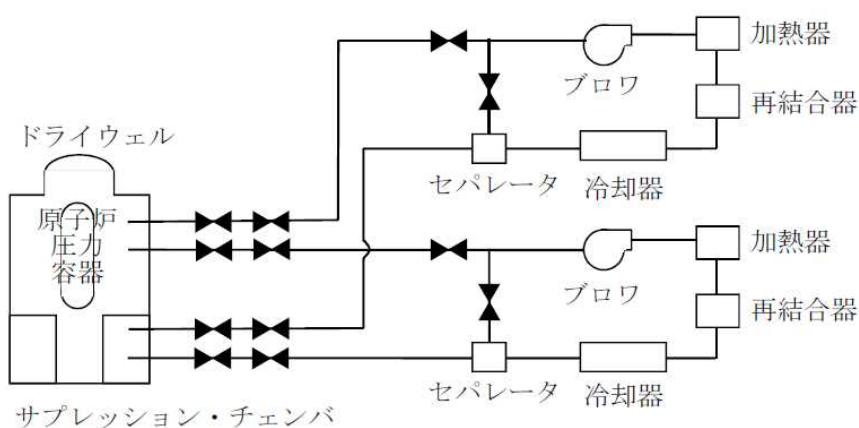 加熱器
ブロワ
再結合器
ドライウェル
セパレータ
冷却器
原子炉
圧力
容器
加熱器
ブロワ
再結合器
セパレータ
冷却器
サプレッション・チェンバ